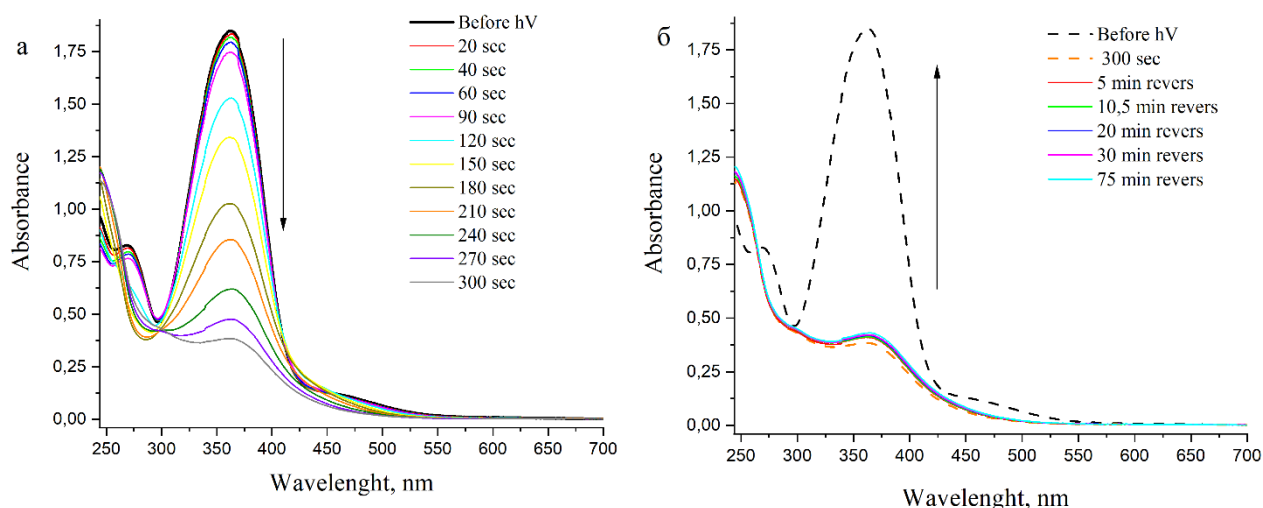 а
Absorbance
1,75
1,50
1,25
1,00
0,75
0,50
0,25
0,00
250 300 350 400 450 500 550 600 650 700
Wavelenght, nm
Before hV
20 sec
40 sec
60 sec
90 sec
120 sec
150 sec
180 sec
210 sec
240 sec
270 sec
300 sec
б
Absorbance
1,75
1,50
1,25
1,00
0,75
0,50
0,25
0,00
250 300 350 400 450 500 550 600 650 700
Wavelenght, nm
Before hV
300 sec
5 min revers
10,5 min revers
20 min revers
30 min revers
75 min revers